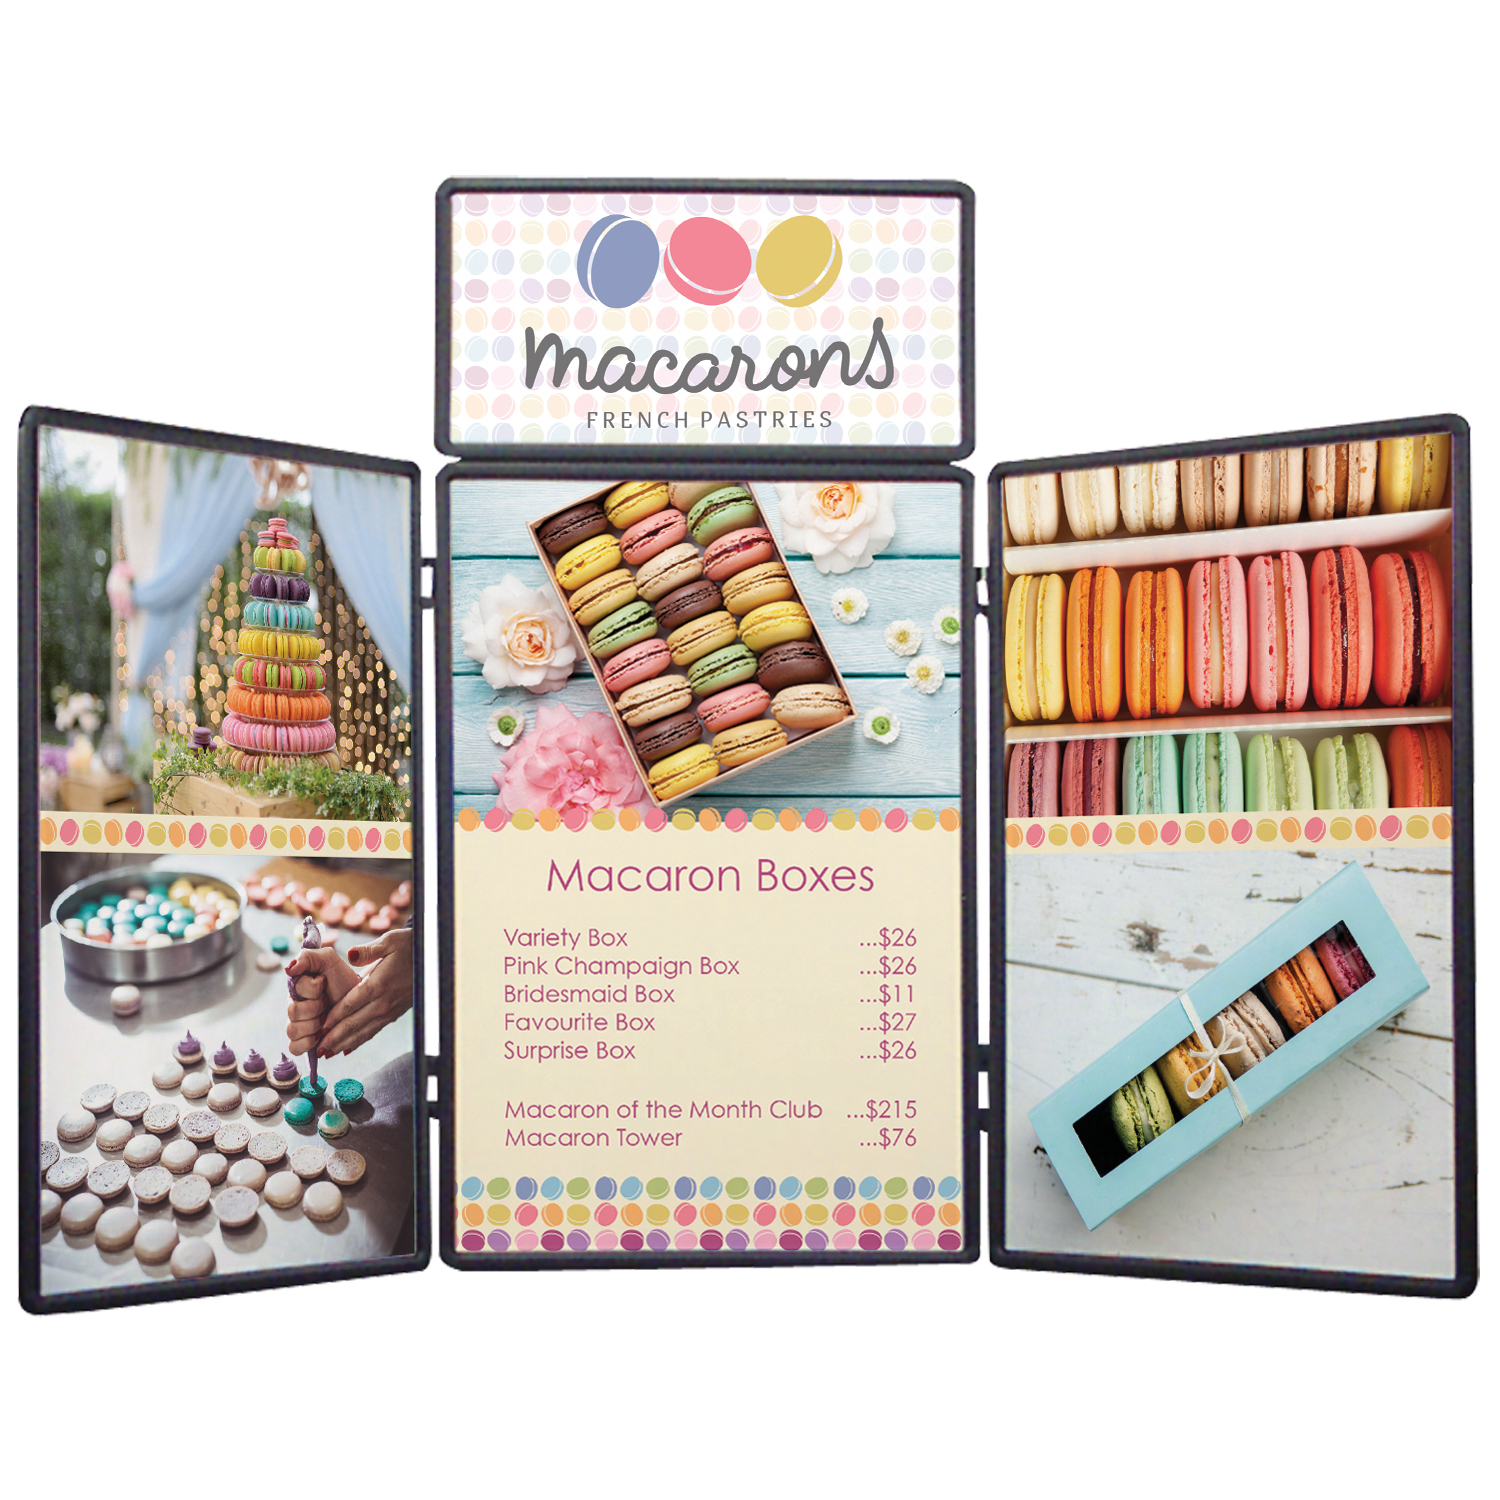 macarons
FRENCH PASTRIES
Macaron Boxes
Variety Box ...$26
Pink Champaign Box ...$26
Bridesmaid Box ...$11
Favourite Box ...$27
Surprise Box ...$26
Macaron of the Month Club ...$215
Macaron Tower ...$76